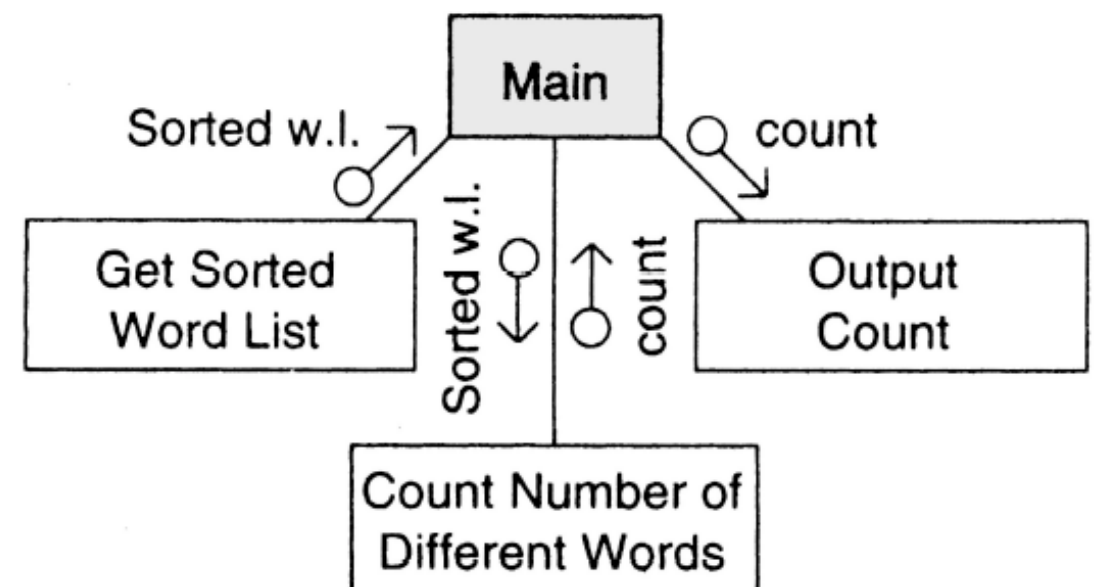 Main
Sorted w.l.
count
Sorted w.l.
count
Get Sorted
Word List
Output
Count
Count Number of
Different Words